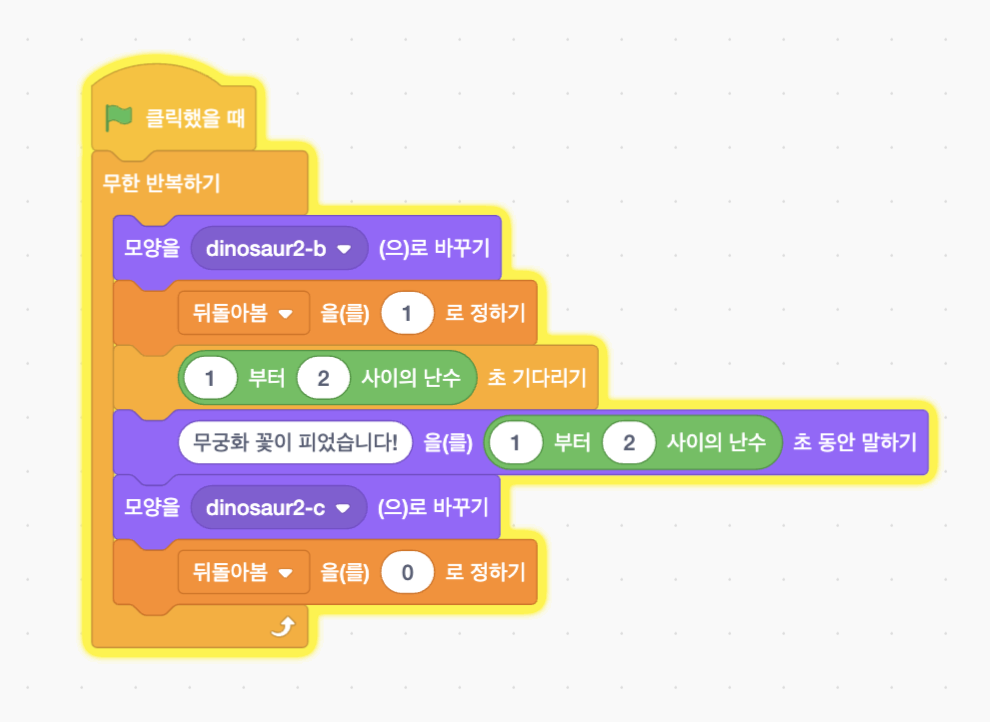 클릭했을 때
무한 반복하기
모양을 dinosaur2-b (으)로 바꾸기
뒤돌아봄 을(를) 1 로 정하기
1 부터 2 사이의 난수 초 기다리기
무궁화 꽃이 피었습니다! 을(를) 1 부터 2 사이의 난수 초 동안 말하기
모양을 dinosaur2-c (으)로 바꾸기
뒤돌아봄 을(를) 0 로 정하기